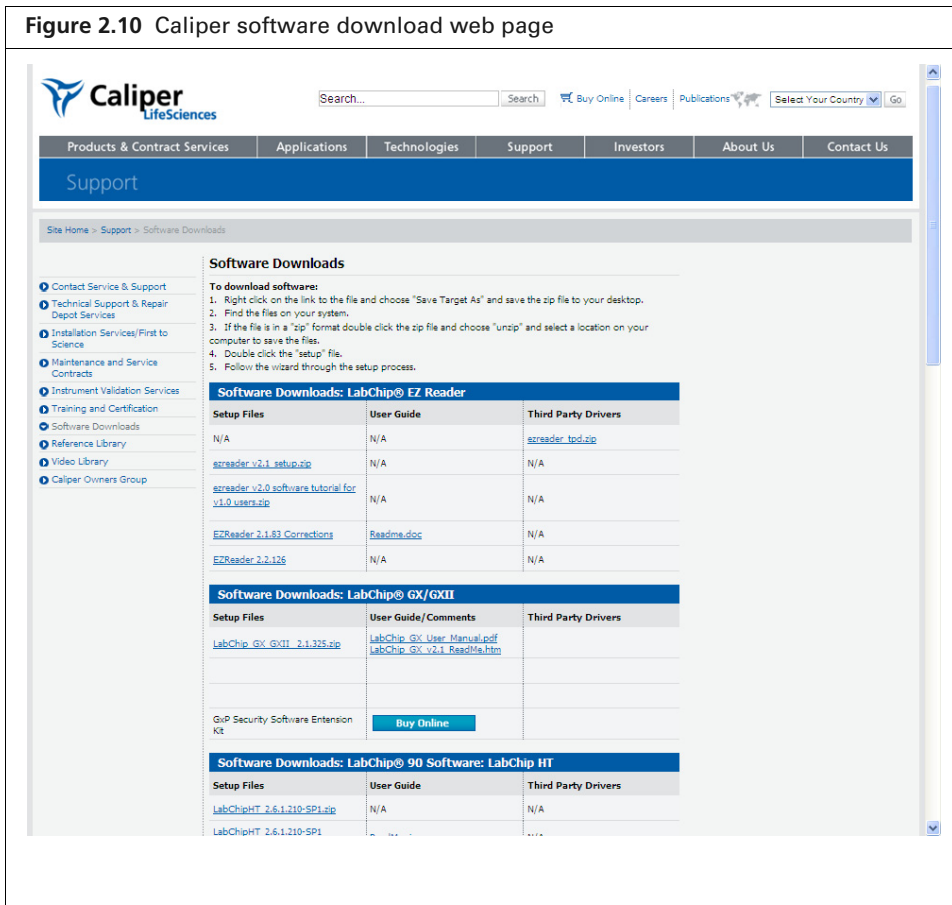 Figure 2.10 Caliper software download web page
Caliper
LifeSciences
Search...
Search
Buy Online
Careers
Publications
Select Your Country
Go
Products & Contract Services
Applications
Technologies
Support
Investors
About Us
Contact Us
Support
Site Home > Support > Software Downloads
Contact Service & Support
Technical Support & Repair
Depot Services
Installation Services/First to
Science
Maintenance and Service
Contracts
Instrument Validation Services
Training and Certification
Software Downloads
Reference Library
Video Library
Caliper Owners Group
Software Downloads
To download software:
1. Right click on the link to the file and choose "Save Target As" and save the zip file to your desktop.
2. Find the files on your system.
3. If the file is in a "zip" format double click the zip file and choose "unzip" and select a location on your
computer to save the files.
4. Double click the "setup" file.
5. Follow the wizard through the setup process.
Software Downloads: LabChip® EZ Reader
Setup Files
User Guide
Third Party Drivers
N/A
N/A
ezreader_tpd.zip
ezreader v2.1 setup.zip
N/A
N/A
ezreader v2.0 software tutorial for
v1.0 users.zip
N/A
N/A
EZReader 2.1.83 Corrections
Readme.doc
N/A
EZReader 2.2.126
N/A
N/A
Software Downloads: LabChip® GX/GXII
Setup Files
User Guide/Comments
Third Party Drivers
LabChip_GX_GXII_2.1.325.zip
LabChip_GX_User_Manual.pdf
LabChip_GX_v2.1_ReadMe.htm
GxP Security Software Entension
Kit
Buy Online
Software Downloads: LabChip® 90 Software: LabChip HT
Setup Files
User Guide
Third Party Drivers
LabChipHT_2.6.1.210-SP1.zip
N/A
N/A
LabChipHT_2.6.1.210-SP1